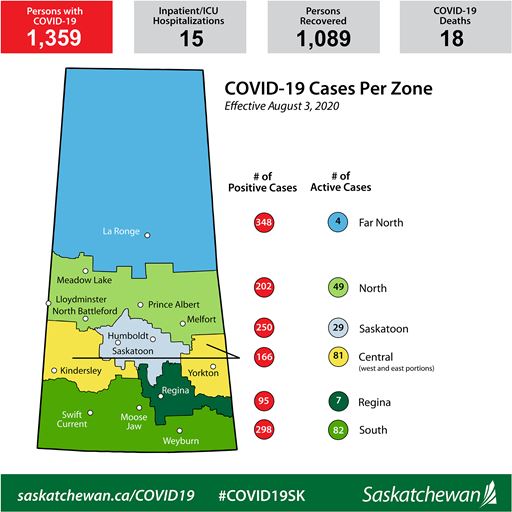 Persons with
COVID-19
1,359
Inpatient/ICU
Hospitalizations
15
Persons
Recovered
1,089
COVID-19
Deaths
18
COVID-19 Cases Per Zone
Effective August 3, 2020
# of
Positive Cases
# of
Active Cases
348
4
Far North
202
49
North
250
29
Saskatoon
166
81
Central
(west and east portions)
95
7
Regina
298
82
South
La Ronge
Meadow Lake
Lloydminster
Prince Albert
North Battleford
Melfort
Humboldt
Saskatoon
Kindersley
Yorkton
Regina
Swift
Current
Moose
Jaw
Weyburn
saskatchewan.ca/COVID19
#COVID19SK
Saskatchewan